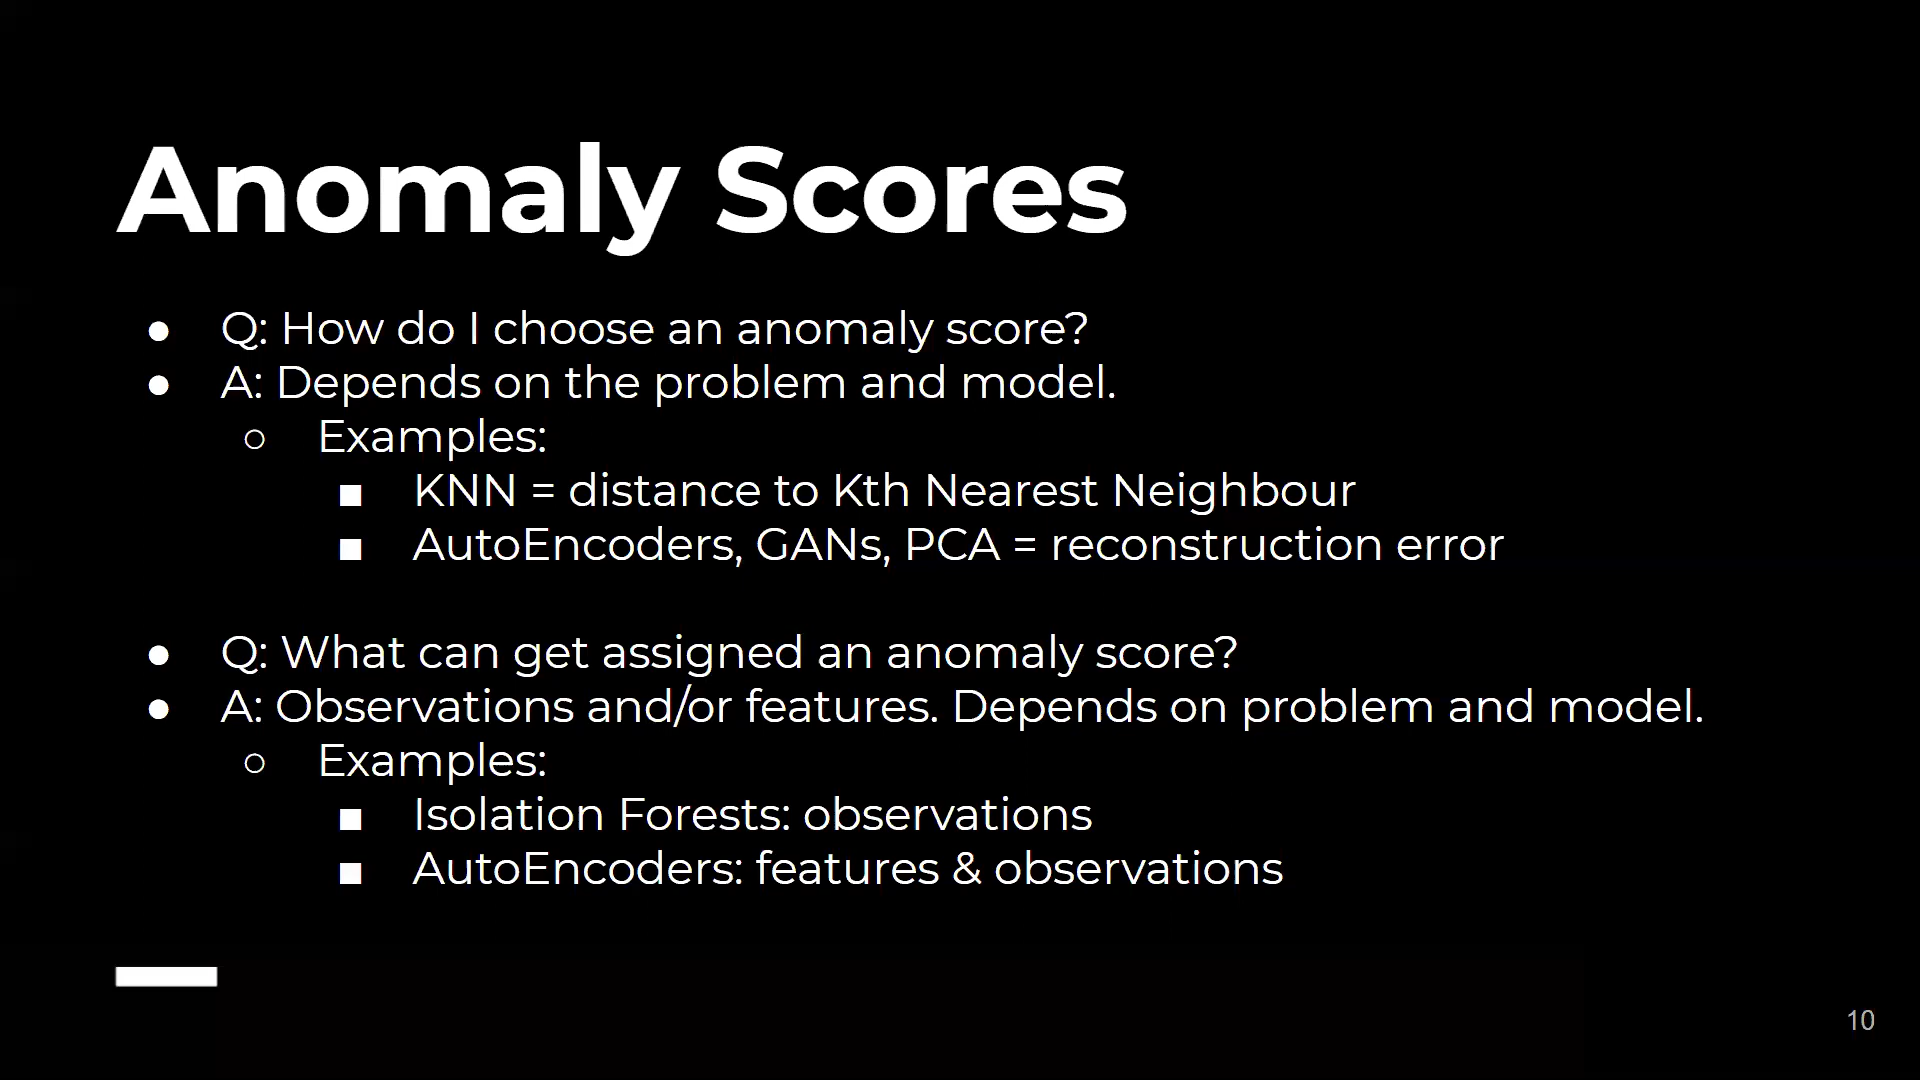 Anomaly Scores
● Q: How do I choose an anomaly score?
● A: Depends on the problem and model.
○ Examples:
■ KNN = distance to Kth Nearest Neighbour
■ AutoEncoders, GANs, PCA = reconstruction error
● Q: What can get assigned an anomaly score?
● A: Observations and/or features. Depends on problem and model.
○ Examples:
■ Isolation Forests: observations
■ AutoEncoders: features & observations
10